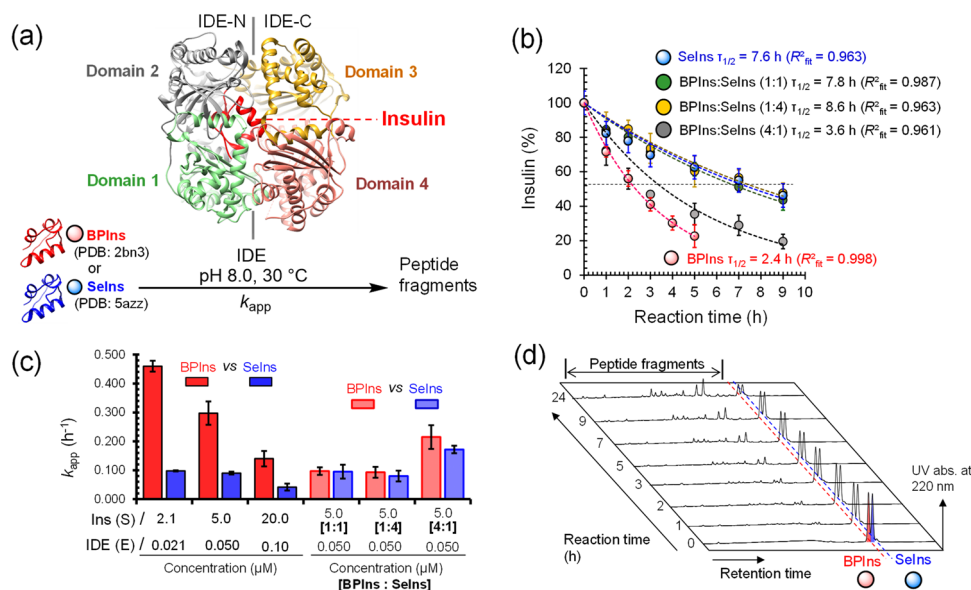 (a)
IDE-N
IDE-C
Domain 2
Domain 3
Insulin
Domain 1
Domain 4
BPIns
(PDB: 2bn3)
or
SeIns
(PDB: 5azz)
IDE
pH 8.0, 30 °C
kapp
Peptide
fragments
(b)
SeIns τ1/2 = 7.6 h (R²fit = 0.963)
BPIns:SeIns (1:1) τ1/2 = 7.8 h (R²fit = 0.987)
BPIns:SeIns (1:4) τ1/2 = 8.6 h (R²fit = 0.963)
BPIns:SeIns (4:1) τ1/2 = 3.6 h (R²fit = 0.961)
Insulin (%)
120
100
80
60
40
20
0
BPIns τ1/2 = 2.4 h (R²fit = 0.998)
0 1 2 3 4 5 6 7 8 9 10
Reaction time (h)
(c)
kapp (h⁻¹)
0.500
0.400
0.300
0.200
0.100
0.000
BPIns vs SeIns
BPIns vs SeIns
Ins (S) / 2.1 5.0 20.0 5.0 5.0 5.0
[1:1] [1:4] [4:1]
IDE (E) / 0.021 0.050 0.10 0.050 0.050 0.050
Concentration (µM) Concentration (µM)
[BPIns : SeIns]
(d)
Peptide fragments
24
9
7
5
3
2
1
0
Reaction time
(h)
UV abs. at
220 nm
Retention time
BPIns
SeIns